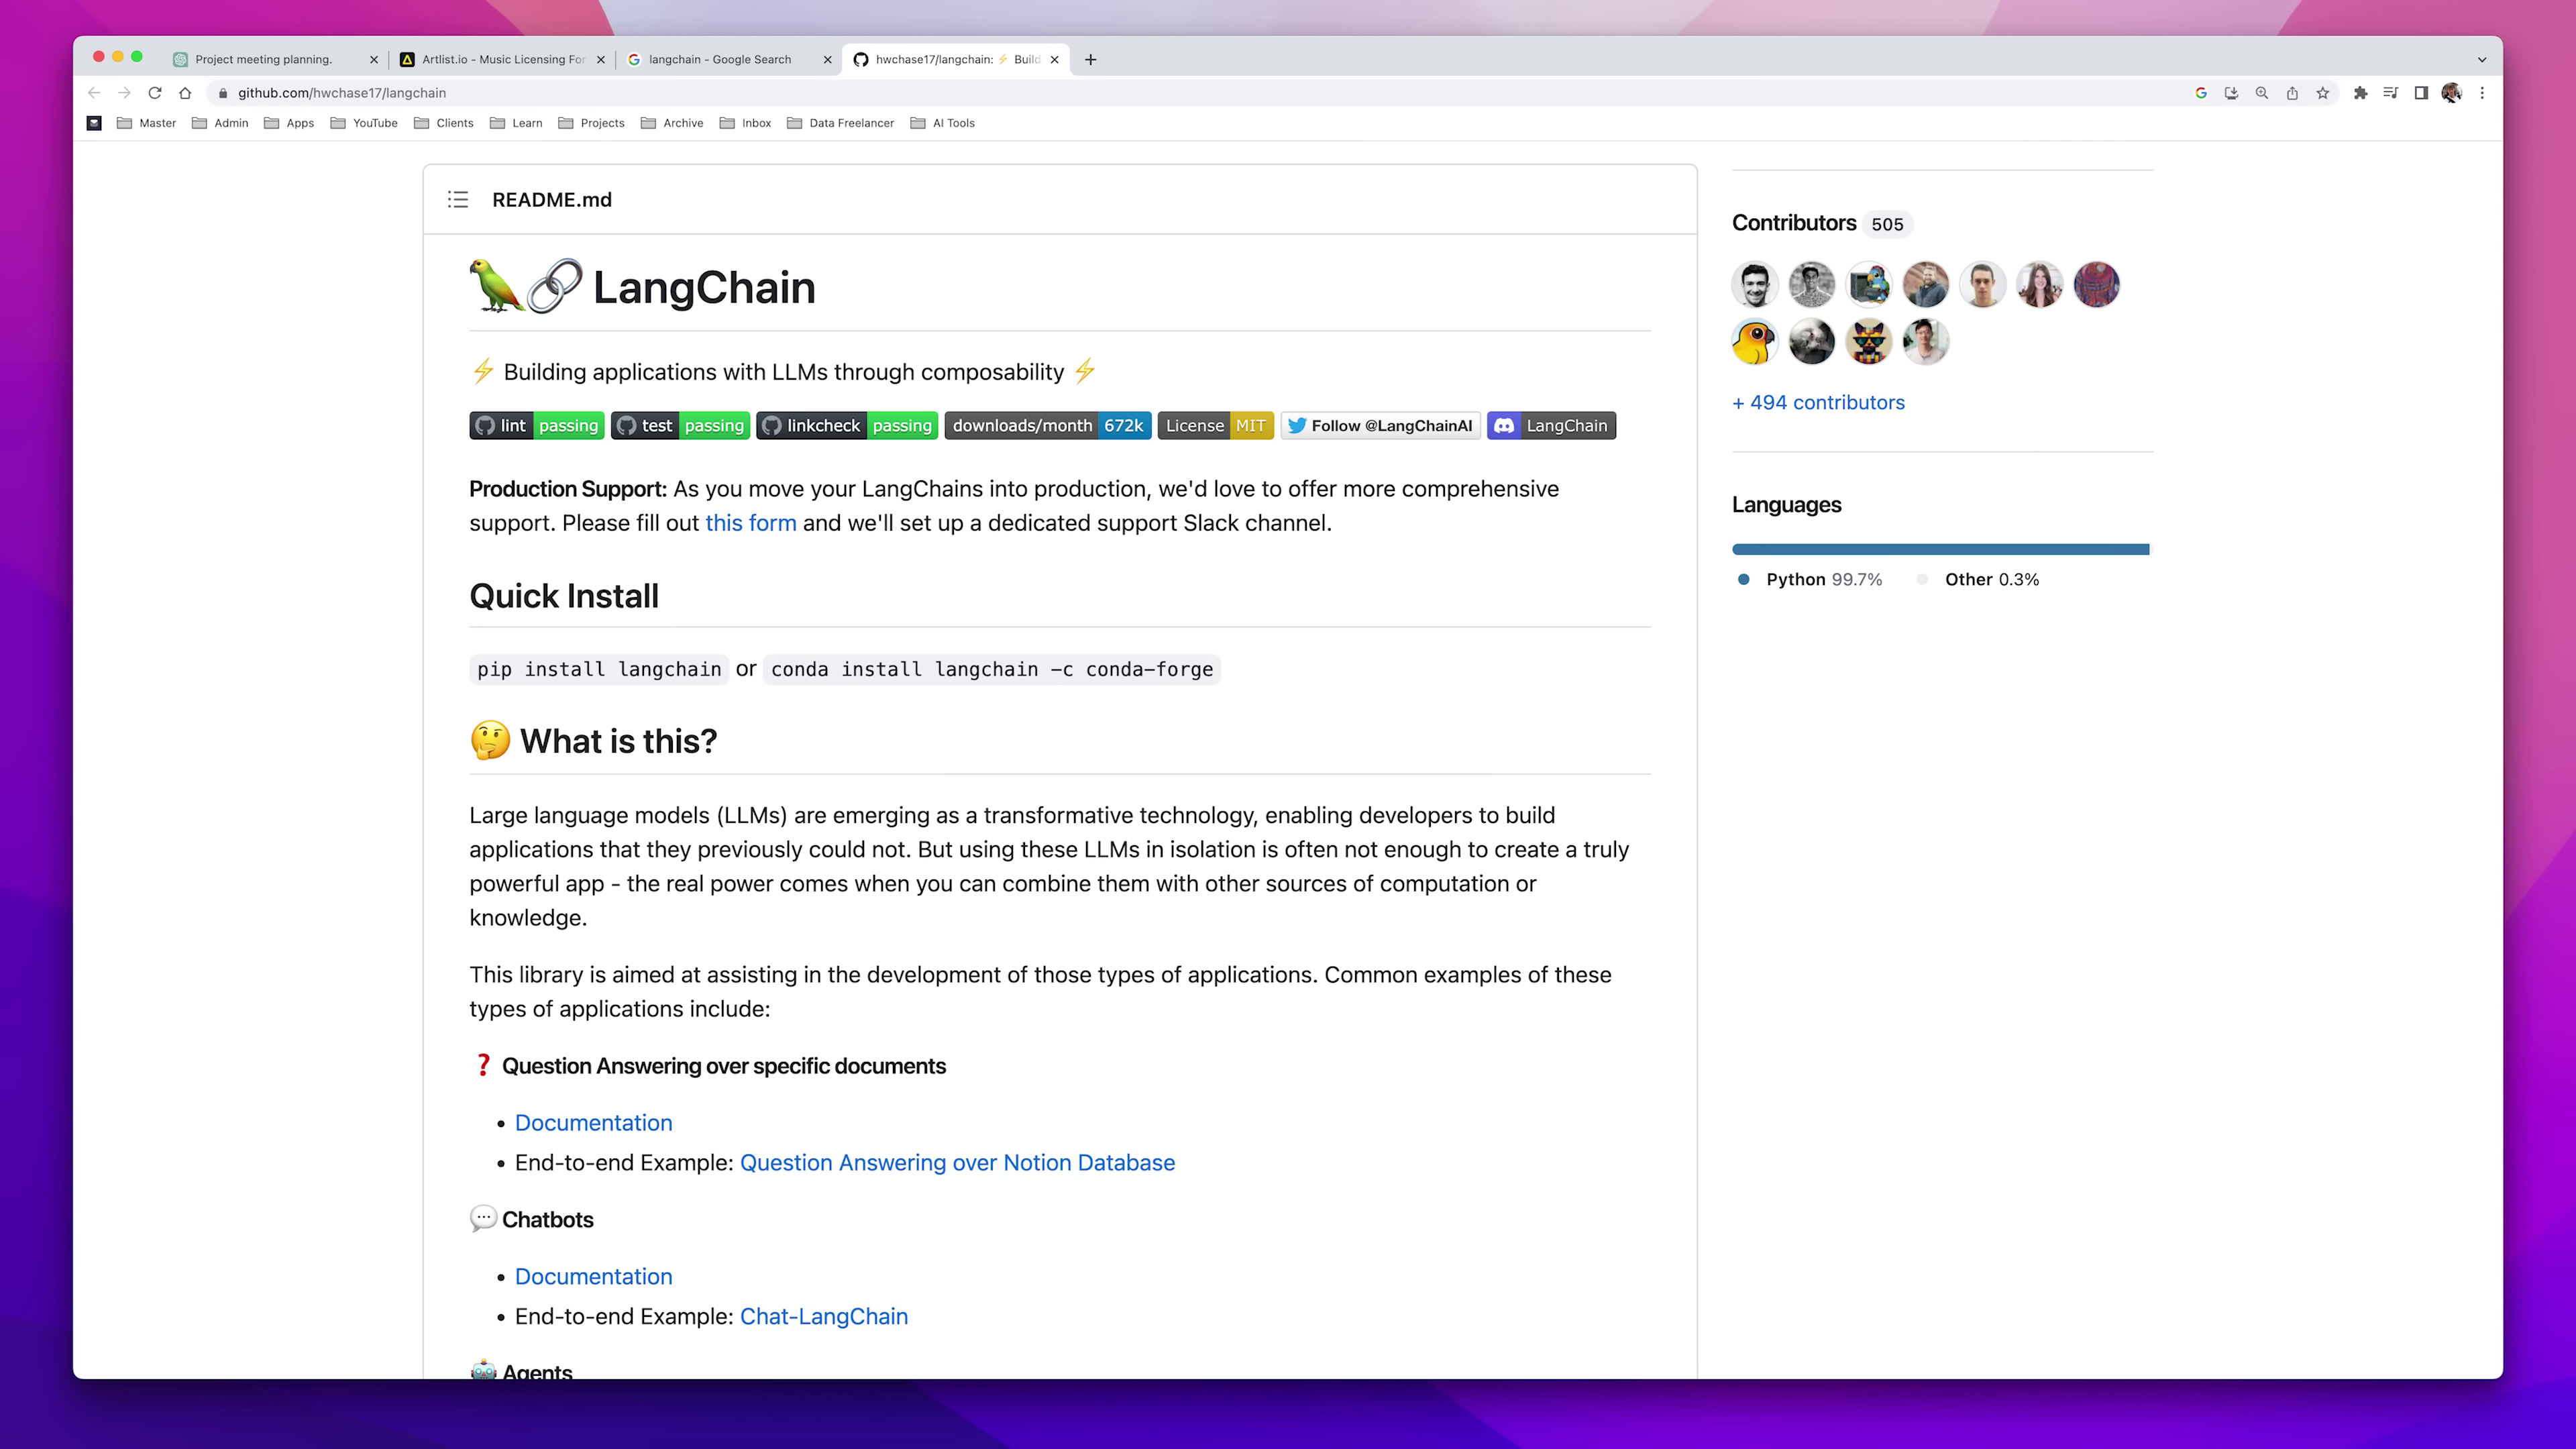 Project meeting planning.
Artlist.io - Music Licensing For
langchain - Google Search
hwchase17/langchain: ⚡ Build
github.com/hwchase17/langchain
Master
Admin
Apps
YouTube
Clients
Learn
Projects
Archive
Inbox
Data Freelancer
AI Tools
README.md
🦜🔗 LangChain
⚡ Building applications with LLMs through composability ⚡
lint passing
test passing
linkcheck passing
downloads/month 672k
License MIT
Follow @LangChainAI
LangChain
Production Support: As you move your LangChains into production, we'd love to offer more comprehensive
support. Please fill out this form and we'll set up a dedicated support Slack channel.
Quick Install
pip install langchain or conda install langchain -c conda-forge
🤔 What is this?
Large language models (LLMs) are emerging as a transformative technology, enabling developers to build
applications that they previously could not. But using these LLMs in isolation is often not enough to create a truly
powerful app - the real power comes when you can combine them with other sources of computation or
knowledge.
This library is aimed at assisting in the development of those types of applications. Common examples of these
types of applications include:
❓ Question Answering over specific documents
• Documentation
• End-to-end Example: Question Answering over Notion Database
💬 Chatbots
• Documentation
• End-to-end Example: Chat-LangChain
🤖 Agents
Contributors 505
+ 494 contributors
Languages
Python 99.7%
Other 0.3%